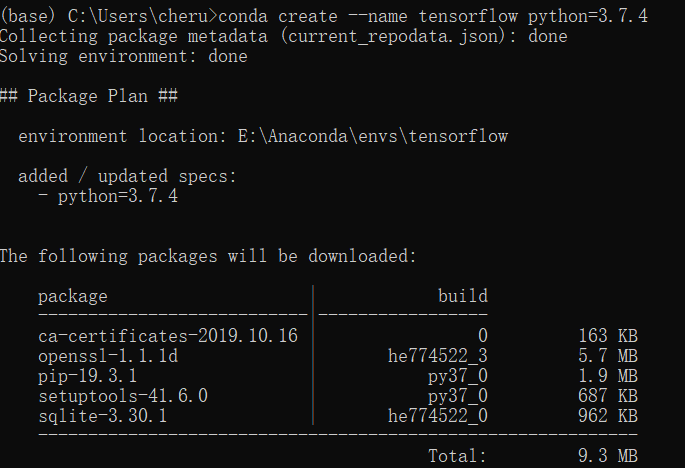 (base) C:\Users\cheru>conda create --name tensorflow python=3.7.4
Collecting package metadata (current_repodata.json): done
Solving environment: done
## Package Plan ##
environment location: E:\Anaconda\envs\tensorflow
added / updated specs:
- python=3.7.4
The following packages will be downloaded:
package | build
---------------------------|-----------------
ca-certificates-2019.10.16 | 0 163 KB
openssl-1.1.1d | he774522_3 5.7 MB
pip-19.3.1 | py37_0 1.9 MB
setuptools-41.6.0 | py37_0 687 KB
sqlite-3.30.1 | he774522_0 962 KB
------------------------------------------------------------
Total: 9.3 MB